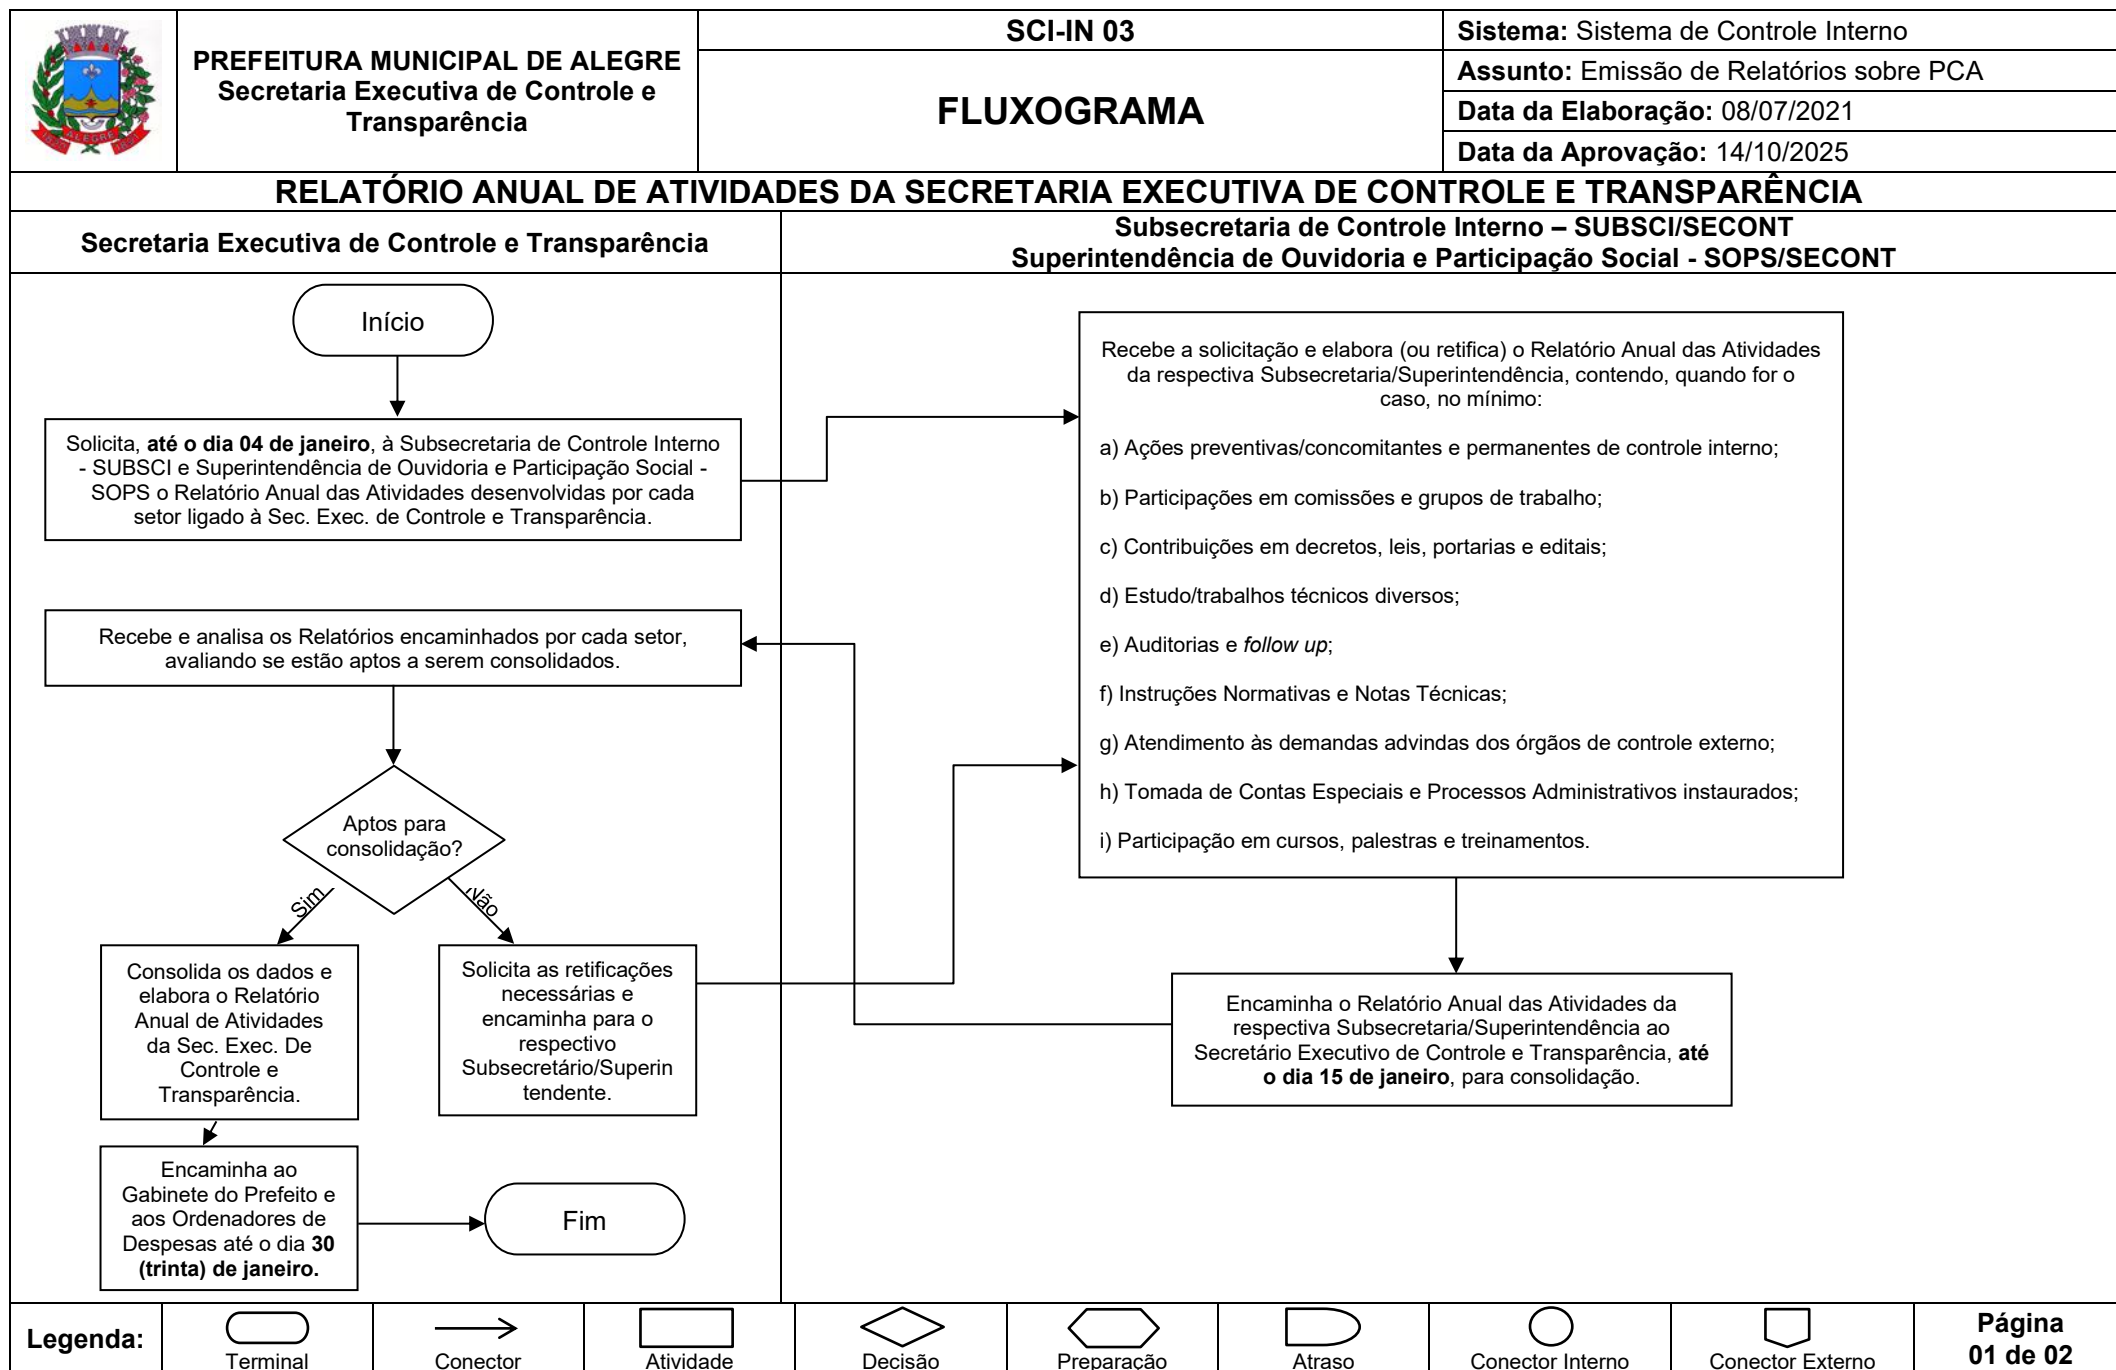 PREFEITURA MUNICIPAL DE ALEGRE
Secretaria Executiva de Controle e
Transparência
SCI-IN 03
FLUXOGRAMA
Sistema: Sistema de Controle Interno
Assunto: Emissão de Relatórios sobre PCA
Data da Elaboração: 08/07/2021
Data da Aprovação: 14/10/2025
ALEGRE
RELATÓRIO ANUAL DE ATIVIDADES DA SECRETARIA EXECUTIVA DE CONTROLE E TRANSPARÊNCIA
Secretaria Executiva de Controle e Transparência
Subsecretaria de Controle Interno – SUBSCI/SECONT
Superintendência de Ouvidoria e Participação Social - SOPS/SECONT
Início
Solicita, até o dia 04 de janeiro, à Subsecretaria de Controle Interno
- SUBSCI e Superintendência de Ouvidoria e Participação Social -
SOPS o Relatório Anual das Atividades desenvolvidas por cada
setor ligado à Sec. Exec. de Controle e Transparência.
Recebe a solicitação e elabora (ou retifica) o Relatório Anual das Atividades
da respectiva Subsecretaria/Superintendência, contendo, quando for o
caso, no mínimo:
a) Ações preventivas/concomitantes e permanentes de controle interno;
b) Participações em comissões e grupos de trabalho;
c) Contribuições em decretos, leis, portarias e editais;
d) Estudo/trabalhos técnicos diversos;
e) Auditorias e follow up;
f) Instruções Normativas e Notas Técnicas;
g) Atendimento às demandas advindas dos órgãos de controle externo;
h) Tomada de Contas Especiais e Processos Administrativos instaurados;
i) Participação em cursos, palestras e treinamentos.
Encaminha o Relatório Anual das Atividades da
respectiva Subsecretaria/Superintendência ao
Secretário Executivo de Controle e Transparência, até
o dia 15 de janeiro, para consolidação.
Recebe e analisa os Relatórios encaminhados por cada setor,
avaliando se estão aptos a serem consolidados.
Aptos para
consolidação?
Sim
Não
Consolida os dados e
elabora o Relatório
Anual de Atividades
da Sec. Exec. De
Controle e
Transparência.
Solicita as retificações
necessárias e
encaminha para o
respectivo
Subsecretário/Superin
tendente.
Encaminha ao
Gabinete do Prefeito e
aos Ordenadores de
Despesas até o dia 30
(trinta) de janeiro.
Fim
Legenda:
Terminal
Conector
Atividade
Decisão
Preparação
Atraso
Conector Interno
Conector Externo
Página
01 de 02